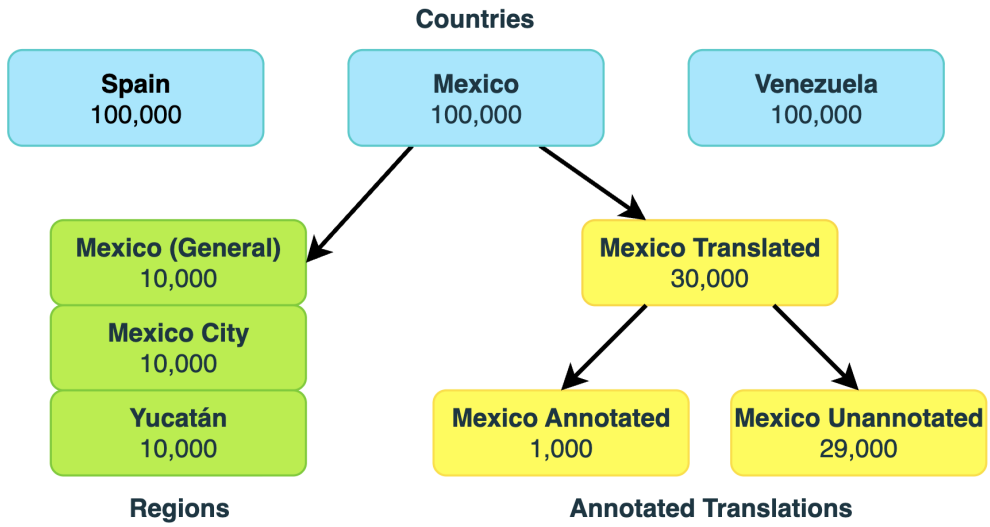 Countries
Spain
100,000
Mexico
100,000
Venezuela
100,000
Mexico (General)
10,000
Mexico City
10,000
Yucatán
10,000
Regions
Mexico Translated
30,000
Mexico Annotated
1,000
Mexico Unannotated
29,000
Annotated Translations